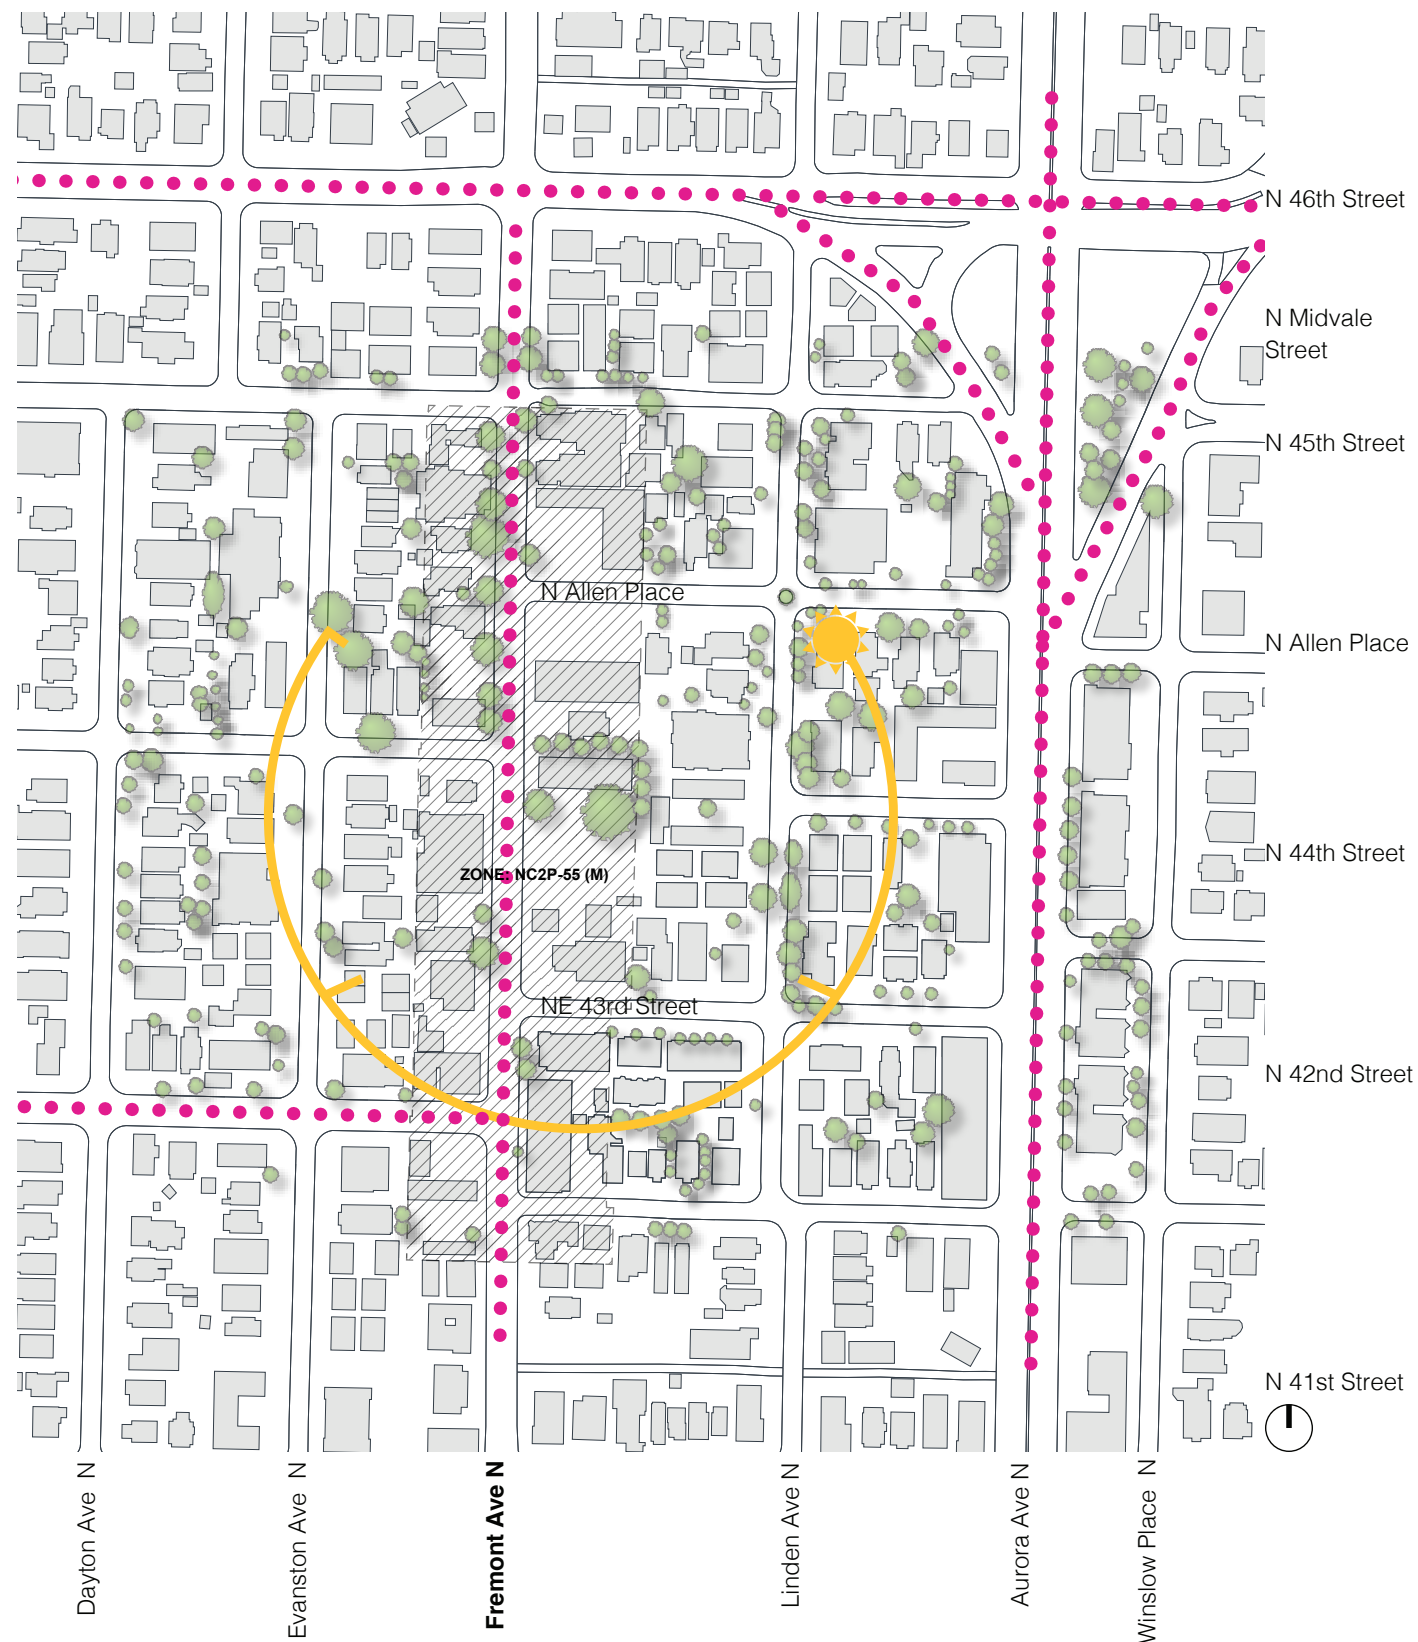 N 46th Street
N Midvale
Street
N 45th Street
N Allen Place
N Allen Place
N 44th Street
ZONE: NC2P-55 (M)
NE 43rd Street
N 42nd Street
N 41st Street
Dayton Ave N
Evanston Ave N
Fremont Ave N
Linden Ave N
Aurora Ave N
Winslow Place N